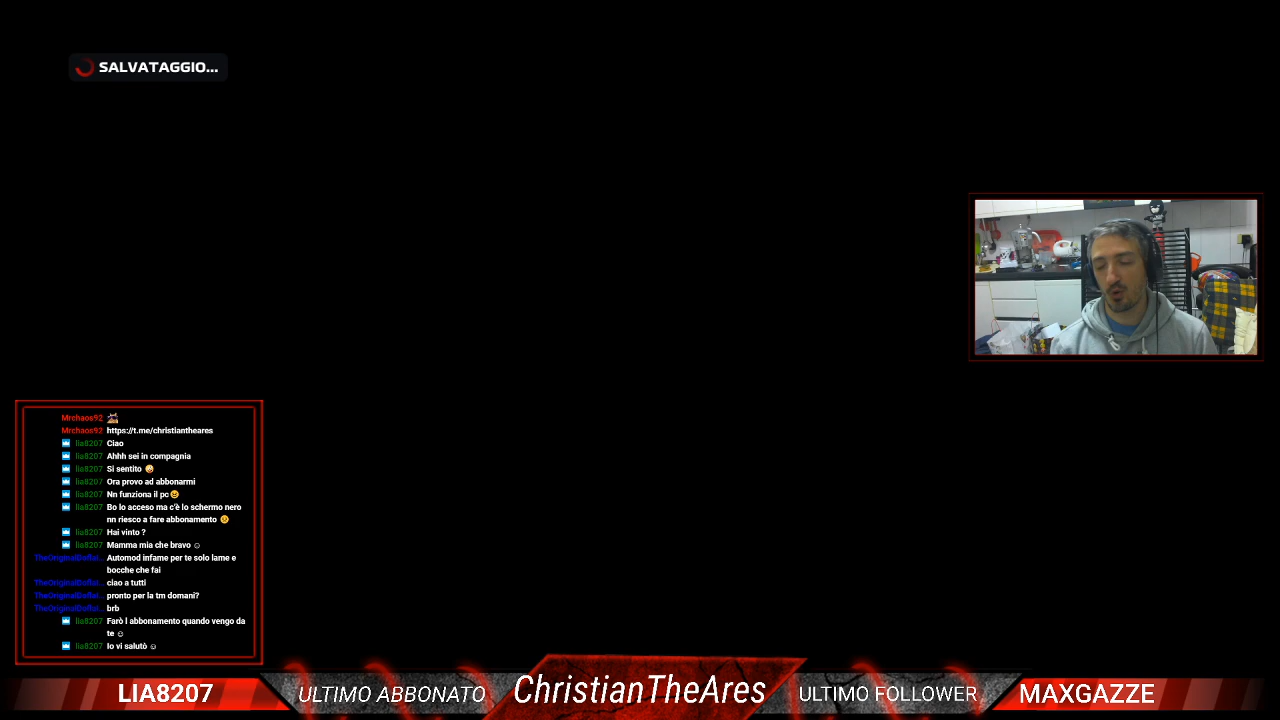 SALVATAGGIO...
Mrchaos92
Mrchaos92 https://t.me/christiantheares
lia8207 Ciao
lia8207 Ahhh sei in compagnia
lia8207 Si sentito
lia8207 Ora provo ad abbonarmi
lia8207 Nn funziona il pc
lia8207 Bo lo acceso ma c'è lo schermo nero
nn riesco a fare abbonamento
lia8207 Hai vinto ?
lia8207 Mamma mia che bravo
Automod infame per te solo lame e
bocche che fai
ciao a tutti
pronto per la tm domani?
brb
lia8207 Farò l abbonamento quando vengo da
te
lia8207 Io vi salutò
LIA8207 ULTIMO ABBONATO ChristianTheAres ULTIMO FOLLOWER MAXGAZZE